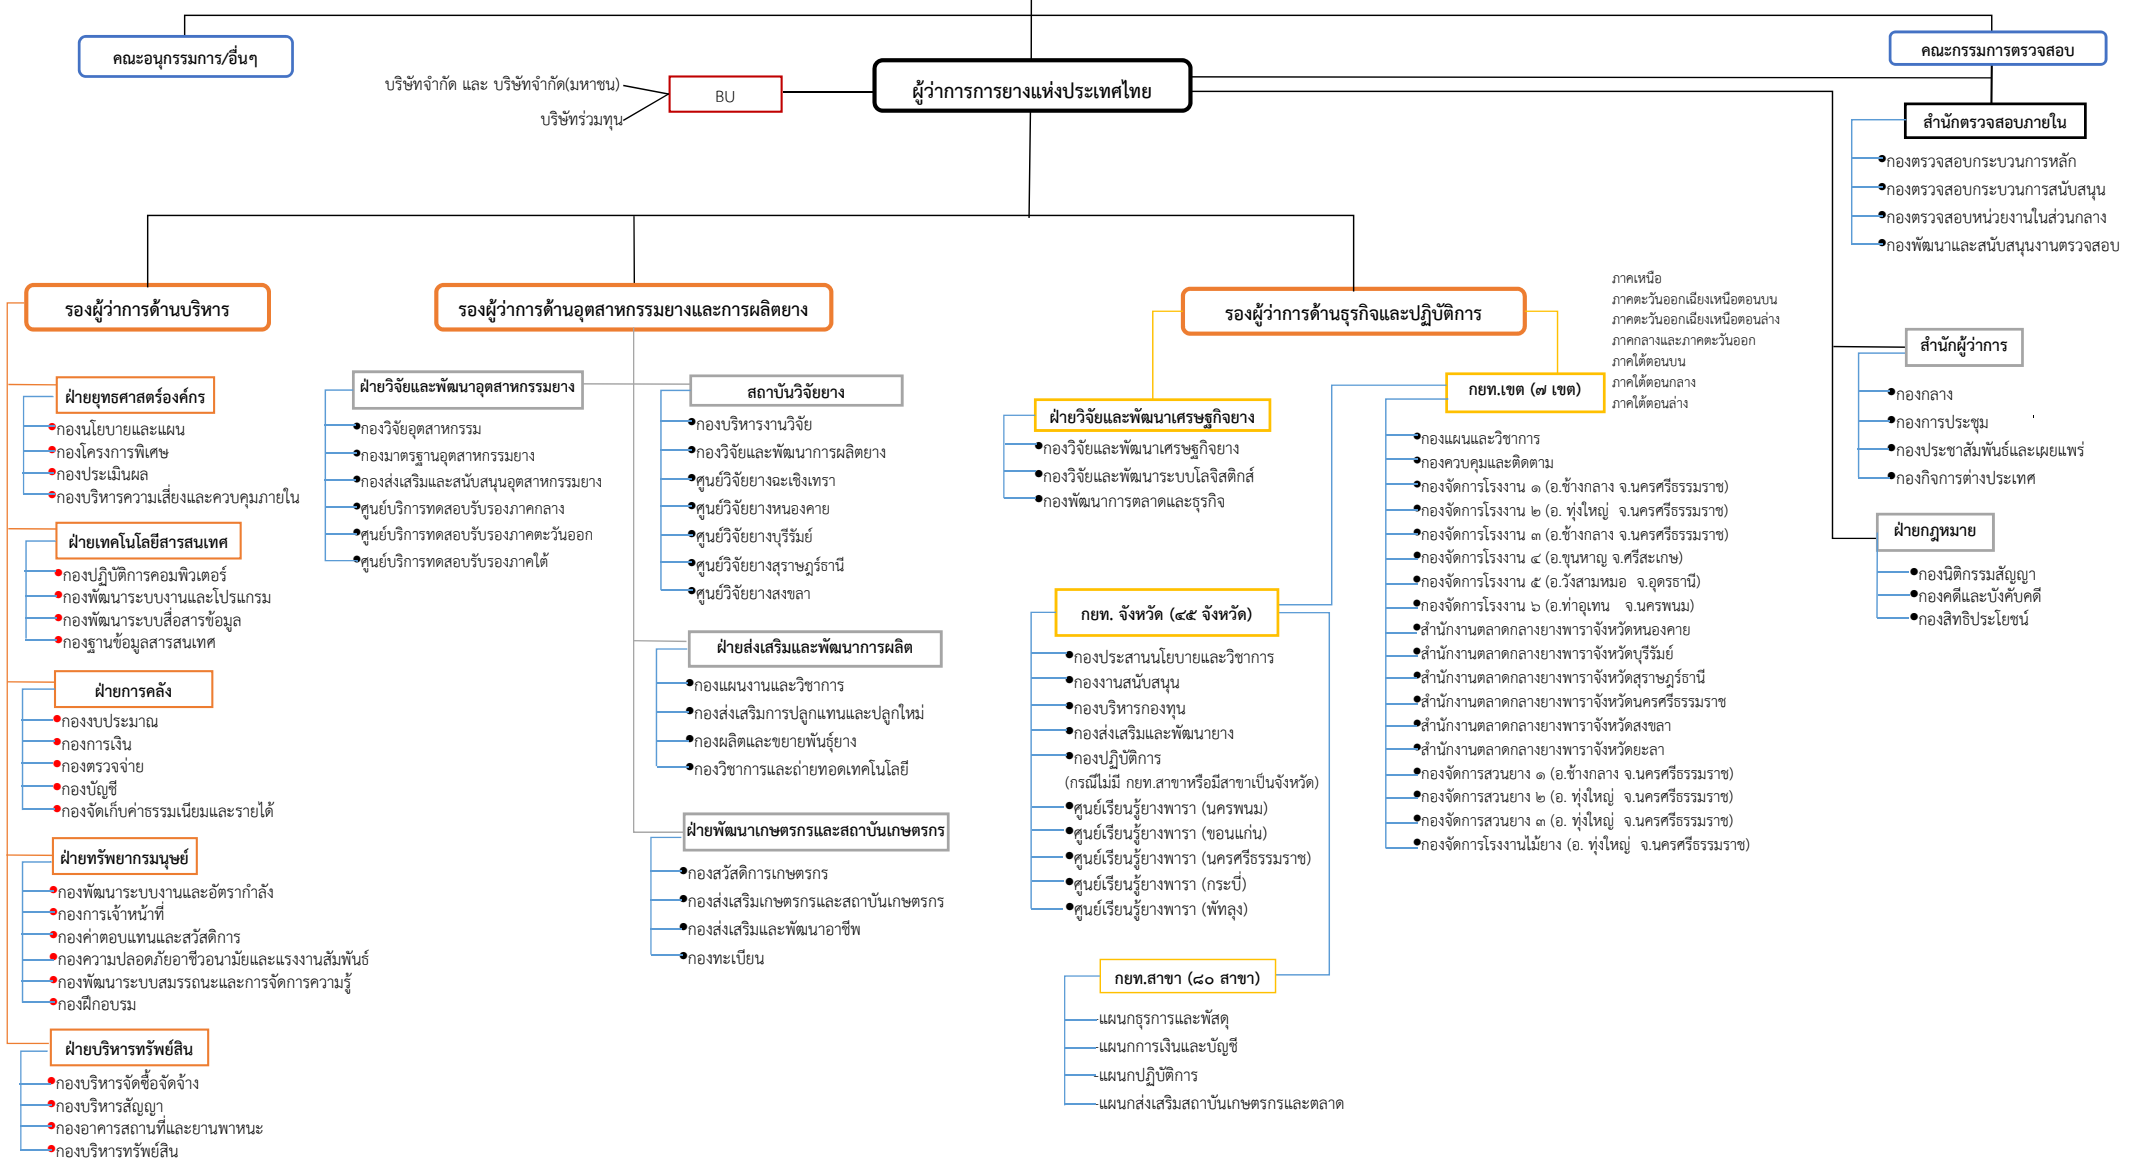 คณะอนุกรรมการ/อื่นๆ
คณะกรรมการตรวจสอบ
ผู้ว่าการการยางแห่งประเทศไทย
BU
บริษัทจำกัด และ บริษัทจำกัด(มหาชน)
บริษัทร่วมทุน
สำนักตรวจสอบภายใน
กองตรวจสอบกระบวนการหลัก
กองตรวจสอบกระบวนการสนับสนุน
กองตรวจสอบหน่วยงานในส่วนกลาง
กองพัฒนาและสนับสนุนงานตรวจสอบ
รองผู้ว่าการด้านบริหาร
ฝ่ายยุทธศาสตร์องค์กร
กองนโยบายและแผน
กองโครงการพิเศษ
กองประเมินผล
กองบริหารความเสี่ยงและควบคุมภายใน
ฝ่ายเทคโนโลยีสารสนเทศ
กองปฏิบัติการคอมพิวเตอร์
กองพัฒนาระบบงานและโปรแกรม
กองพัฒนาระบบสื่อสารข้อมูล
กองฐานข้อมูลสารสนเทศ
ฝ่ายการคลัง
กองงบประมาณ
กองการเงิน
กองตรวจจ่าย
กองบัญชี
กองจัดเก็บค่าธรรมเนียมและรายได้
ฝ่ายทรัพยากรมนุษย์
กองพัฒนาระบบงานและอัตรากำลัง
กองการเจ้าหน้าที่
กองค่าตอบแทนและสวัสดิการ
กองความปลอดภัยอาชีวอนามัยและแรงงานสัมพันธ์
กองพัฒนาระบบสมรรถนะและการจัดการความรู้
กองฝึกอบรม
ฝ่ายบริหารทรัพย์สิน
กองบริหารจัดซื้อจัดจ้าง
กองบริหารสัญญา
กองอาคารสถานที่และยานพาหนะ
กองบริหารทรัพย์สิน
รองผู้ว่าการด้านอุตสาหกรรมยางและการผลิตยาง
ฝ่ายวิจัยและพัฒนาอุตสาหกรรมยาง
กองวิจัยอุตสาหกรรม
กองมาตรฐานอุตสาหกรรมยาง
กองส่งเสริมและสนับสนุนอุตสาหกรรมยาง
ศูนย์บริการทดสอบรับรองภาคกลาง
ศูนย์บริการทดสอบรับรองภาคตะวันออก
ศูนย์บริการทดสอบรับรองภาคใต้
สถาบันวิจัยยาง
กองบริหารงานวิจัย
กองวิจัยและพัฒนาการผลิตยาง
ศูนย์วิจัยยางฉะเชิงเทรา
ศูนย์วิจัยยางหนองคาย
ศูนย์วิจัยยางบุรีรัมย์
ศูนย์วิจัยยางสุราษฎร์ธานี
ศูนย์วิจัยยางสงขลา
ฝ่ายส่งเสริมและพัฒนาการผลิต
กองแผนงานและวิชาการ
กองส่งเสริมการปลูกแทนและปลูกใหม่
กองผลิตและขยายพันธุ์ยาง
กองวิชาการและถ่ายทอดเทคโนโลยี
ฝ่ายพัฒนาเกษตรกรและสถาบันเกษตรกร
กองสวัสดิการเกษตรกร
กองส่งเสริมเกษตรกรและสถาบันเกษตรกร
กองส่งเสริมและพัฒนาอาชีพ
กองทะเบียน
รองผู้ว่าการด้านธุรกิจและปฏิบัติการ
ฝ่ายวิจัยและพัฒนาเศรษฐกิจยาง
กองวิจัยและพัฒนาเศรษฐกิจยาง
กองวิจัยและพัฒนาระบบโลจิสติกส์
กองพัฒนาการตลาดและธุรกิจ
กยท. จังหวัด (๔๕ จังหวัด)
กองประสานนโยบายและวิชาการ
กองงานสนับสนุน
กองบริหารกองทุน
กองส่งเสริมและพัฒนายาง
กองปฏิบัติการ
(กรณีไม่มี กยท.สาขาหรือมีสาขาเป็นจังหวัด)
ศูนย์เรียนรู้ยางพารา (นครพนม)
ศูนย์เรียนรู้ยางพารา (ขอนแก่น)
ศูนย์เรียนรู้ยางพารา (นครศรีธรรมราช)
ศูนย์เรียนรู้ยางพารา (กระบี่)
ศูนย์เรียนรู้ยางพารา (พัทลุง)
กยท.สาขา (๘๐ สาขา)
-แผนกธุรการและพัสดุ
-แผนกการเงินและบัญชี
-แผนกปฏิบัติการ
-แผนกส่งเสริมสถาบันเกษตรกรและตลาด
ภาคเหนือ
ภาคตะวันออกเฉียงเหนือตอนบน
ภาคตะวันออกเฉียงเหนือตอนล่าง
ภาคกลางและภาคตะวันออก
ภาคใต้ตอนบน
ภาคใต้ตอนกลาง
ภาคใต้ตอนล่าง
กยท.เขต (๗ เขต)
กองแผนและวิชาการ
กองควบคุมและติดตาม
กองจัดการโรงงาน ๑ (อ.ช้างกลาง จ.นครศรีธรรมราช)
กองจัดการโรงงาน ๒ (อ. ทุ่งใหญ่ จ.นครศรีธรรมราช)
กองจัดการโรงงาน ๓ (อ.ช้างกลาง จ.นครศรีธรรมราช)
กองจัดการโรงงาน ๔ (อ.ขุนหาญ จ.ศรีสะเกษ)
กองจัดการโรงงาน ๕ (อ.วังสามหมอ จ.อุดรธานี)
กองจัดการโรงงาน ๖ (อ.ท่าอุเทน จ.นครพนม)
สำนักงานตลาดกลางยางพาราจังหวัดหนองคาย
สำนักงานตลาดกลางยางพาราจังหวัดบุรีรัมย์
สำนักงานตลาดกลางยางพาราจังหวัดสุราษฎร์ธานี
สำนักงานตลาดกลางยางพาราจังหวัดนครศรีธรรมราช
สำนักงานตลาดกลางยางพาราจังหวัดสงขลา
สำนักงานตลาดกลางยางพาราจังหวัดยะลา
กองจัดการสวนยาง ๑ (อ.ช้างกลาง จ.นครศรีธรรมราช)
กองจัดการสวนยาง ๒ (อ. ทุ่งใหญ่ จ.นครศรีธรรมราช)
กองจัดการสวนยาง ๓ (อ. ทุ่งใหญ่ จ.นครศรีธรรมราช)
กองจัดการโรงงานไม้ยาง (อ. ทุ่งใหญ่ จ.นครศรีธรรมราช)
สำนักผู้ว่าการ
กองกลาง
กองการประชุม
กองประชาสัมพันธ์และเผยแพร่
กองกิจการต่างประเทศ
ฝ่ายกฎหมาย
กองนิติกรรมสัญญา
กองคดีและบังคับคดี
กองสิทธิประโยชน์